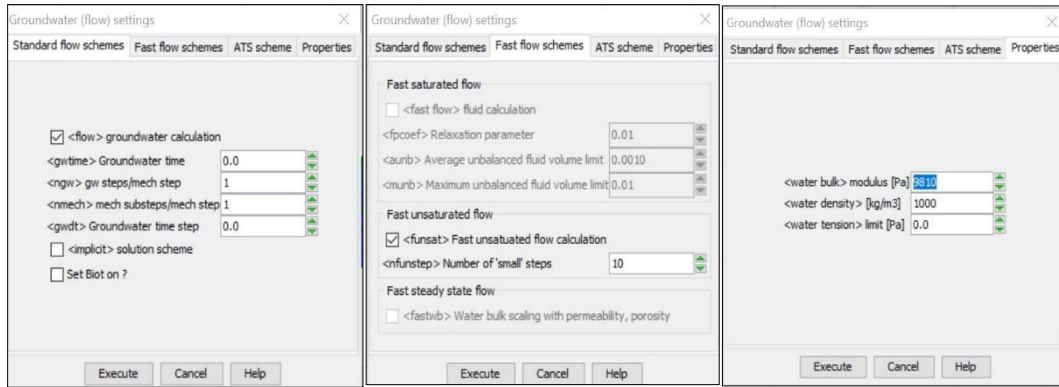 Groundwater (flow) settings
Standard flow schemes Fast flow schemes ATS scheme Properties
<flow> groundwater calculation
<gwtime> Groundwater time 0.0
<ngw> gw steps/mech step 1
<nmech> mech substeps/mech step 1
<gwdt> Groundwater time step 0.0
<implicit> solution scheme
Set Biot on ?
Execute Cancel Help
Groundwater (flow) settings
Standard flow schemes Fast flow schemes ATS scheme Properties
Fast saturated flow
<fast flow> fluid calculation
<fpcoef> Relaxation parameter 0.01
<aunb> Average unbalanced fluid volume limit 0.0010
<munb> Maximum unbalanced fluid volume limit 0.01
Fast unsaturated flow
<funsat> Fast unsatuated flow calculation
<nfunstep> Number of 'small' steps 10
Fast steady state flow
<fastwb> Water bulk scaling with permeability, porosity
Execute Cancel Help
Groundwater (flow) settings
Standard flow schemes Fast flow schemes ATS scheme Properties
<water bulk> modulus [Pa] 9810
<water density> [kg/m3] 1000
<water tension> limit [Pa] 0.0
Execute Cancel Help